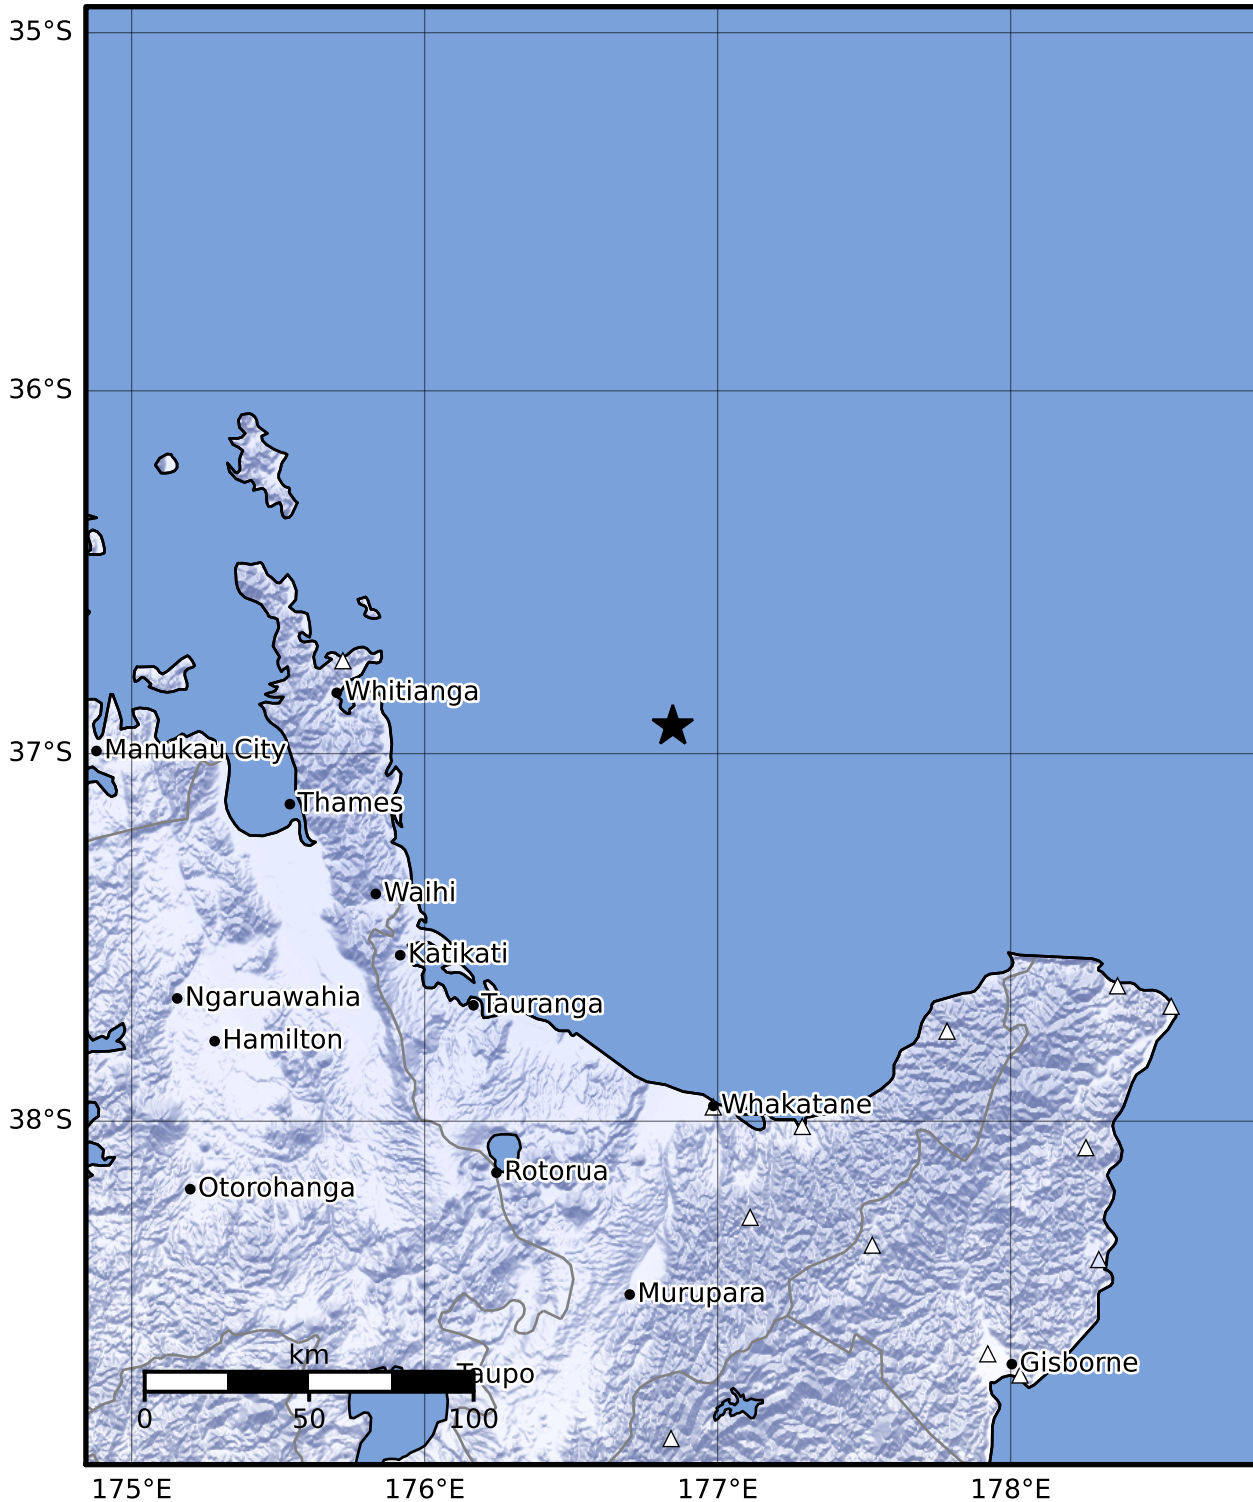 35°S
36°S
Whitianga
37°S
Manukau City
Thames
Waihi
Katikati
Ngaruawahia
Tauranga
Hamilton
Whakatane
38°S
Rotorua
Otorohanga
Murupara
km
Gisborne
Taupo
0 50 100
175°E 176°E 177°E 178°E